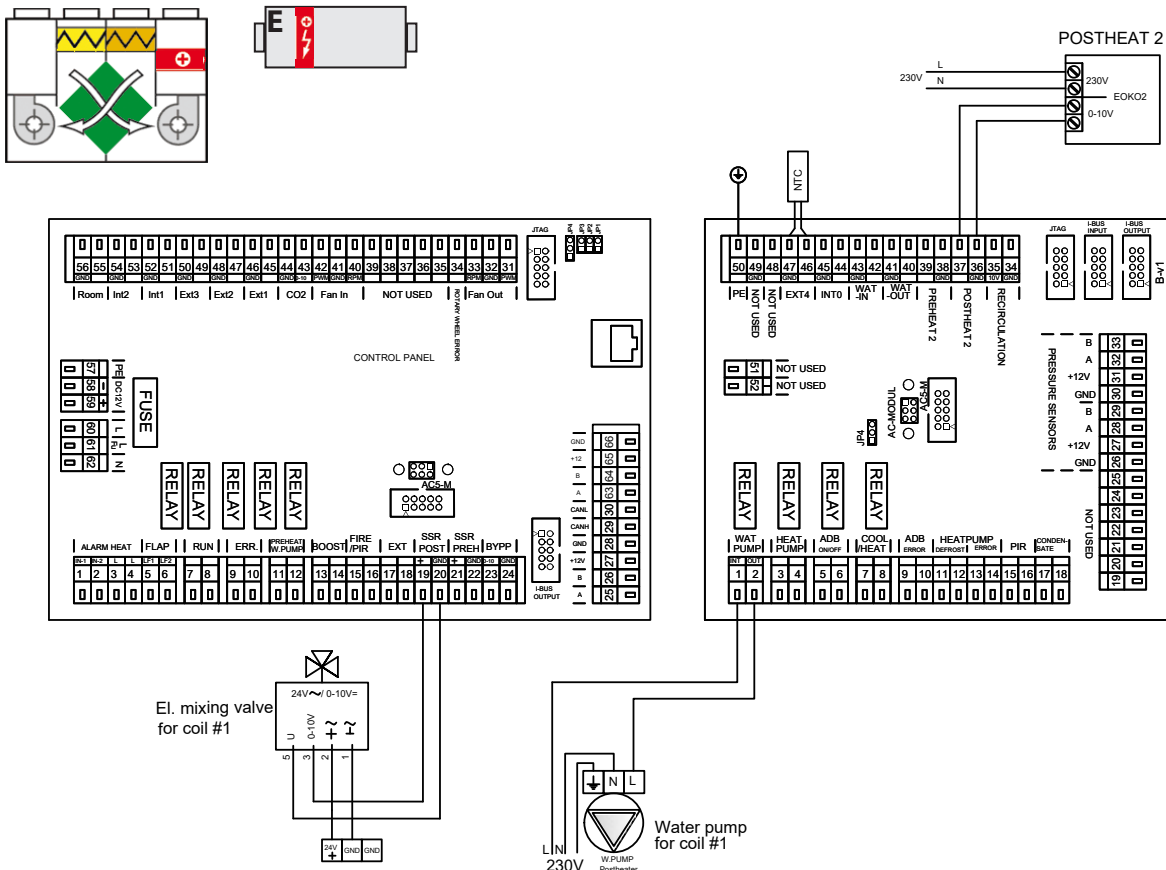 E
POSTHEAT 2
230V
L
N
230V
EOKO2
0-10V
NTC
JTAG
JP4
JP3
JP2
JP1
56 55 54 53 52 51 50 49 48 47 46 45 44 43 42 41 40 39 38 37 36 35 34 33 32 31
GND GND GND GND GND GND GND 0-10 PWM GND RPM RPM GND PWM
Room Int2 Int1 Ext3 Ext2 Ext1 CO2 Fan In NOT USED ROTARY WHEEL ERROR Fan Out
CONTROL PANEL
57 58 59
PE DC12V - +
60 61 62
L L N
FU
FUSE
RELAY RELAY RELAY RELAY RELAY
AC5-M
GND 66
+12 65
B 64
A 63
CANL 30
CANH 29
GND 28
+12V 27
B 26
A 25
I-BUS
OUTPUT
ALARM HEAT FLAP RUN ERR. PREHEAT W.PUMP BOOST FIRE /PIR EXT SSR POST SSR PREH BYPP
IN-1 IN-2 L L LF1 LF2 + GND + GND 0-10 GND
1 2 3 4 5 6 7 8 9 10 11 12 13 14 15 16 17 18 19 20 21 22 23 24
JTAG
I-BUS
INPUT
I-BUS
OUTPUT
B-v1
50 49 48 47 46 45 44 43 42 41 40 39 38 37 36 35 34
GND GND GND GND GND GND 10V GND
PE NOT USED NOT USED EXT4 INT0 WAT -IN WAT -OUT PREHEAT 2 POSTHEAT 2 RECIRCULATION
51 NOT USED
52 NOT USED
AC-MODUL
AC5-M
JP4
PRESSURE SENSORS
B 33
A 32
+12V 31
GND 30
B 29
A 28
+12V 27
GND 26
25
24
23
22
21
20
19
NOT USED
RELAY RELAY RELAY RELAY
WAT PUMP HEAT PUMP ADB ON/OFF COOL /HEAT ADB ERROR HEATPUMP DEFROST ERROR PIR CONDEN- SATE
INT OUT
1 2 3 4 5 6 7 8 9 10 11 12 13 14 15 16 17 18
El. mixing valve
for coil #1
24V~/ 0-10V=
U
0-10V
5 3 2 1
24V + GND GND
N L
L N
230V
W.PUMP
Postheater
Water pump
for coil #1